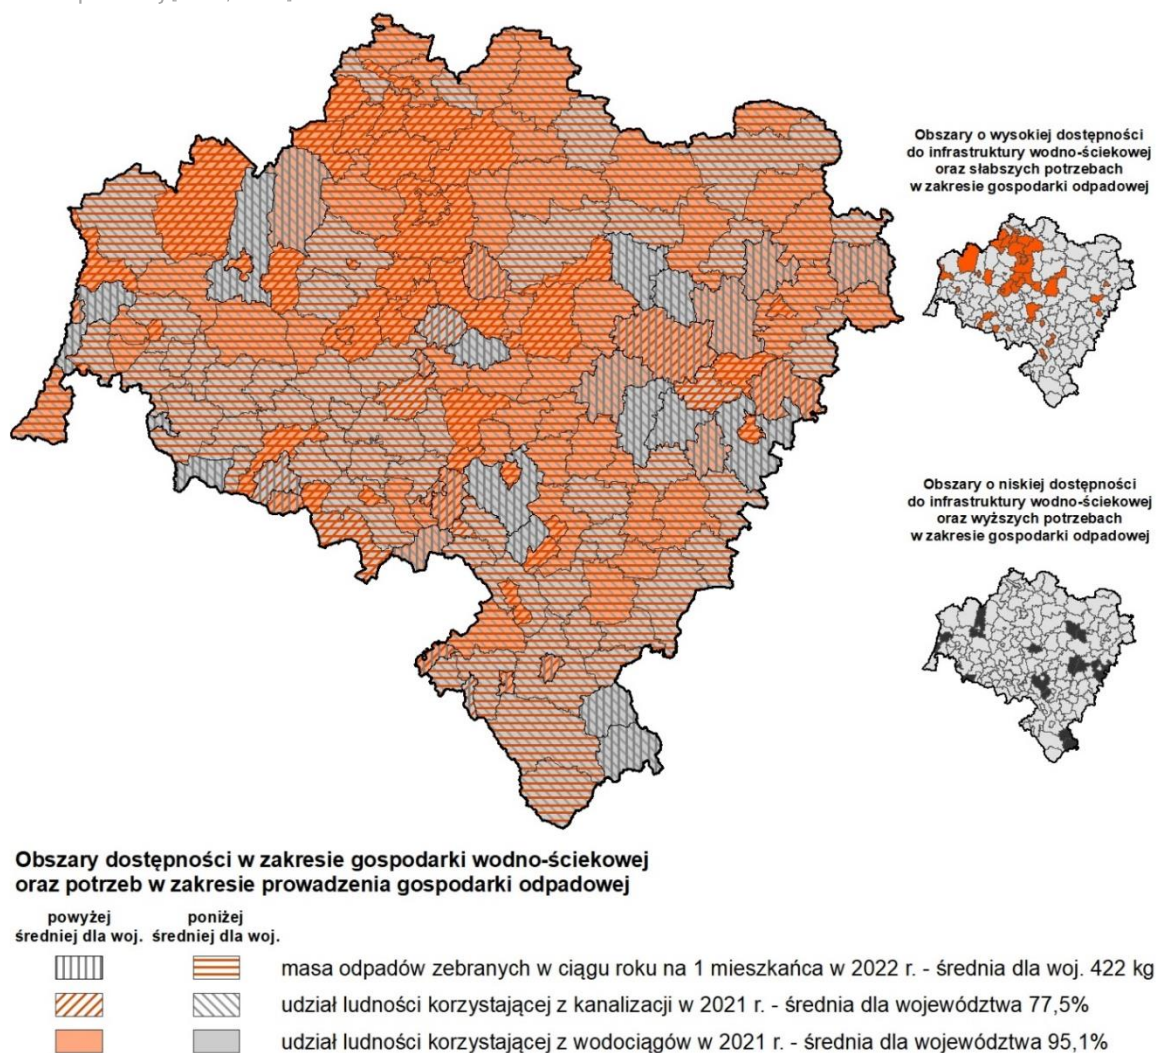 Obszary o wysokiej dostępności
do infrastruktury wodno-ściekowej
oraz słabszych potrzebach
w zakresie gospodarki odpadowej
Obszary o niskiej dostępności
do infrastruktury wodno-ściekowej
oraz wyższych potrzebach
w zakresie gospodarki odpadowej
Obszary dostępności w zakresie gospodarki wodno-ściekowej
oraz potrzeb w zakresie prowadzenia gospodarki odpadowej
powyżej poniżej
średniej dla woj. średniej dla woj.
masa odpadów zebranych w ciągu roku na 1 mieszkańca w 2022 r. - średnia dla woj. 422 kg
udział ludności korzystającej z kanalizacji w 2021 r. - średnia dla województwa 77,5%
udział ludności korzystającej z wodociągów w 2021 r. - średnia dla województwa 95,1%